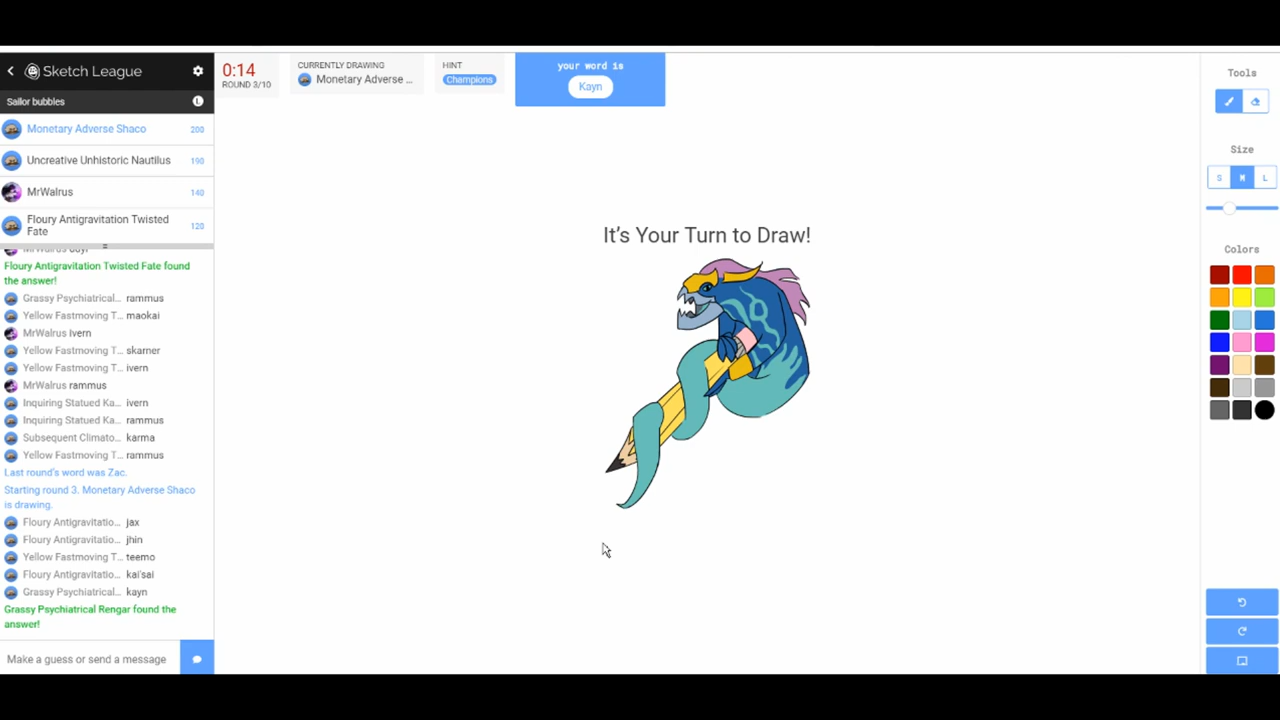 Sketch League
Sailor bubbles
L
Monetary Adverse Shaco 200
Uncreative Unhistoric Nautilus 190
MrWalrus 140
Floury Antigravitation Twisted
Fate 120
Floury Antigravitation Twisted Fate found
the answer!
Grassy Psychiatrical... rammus
Yellow Fastmoving T... maokai
MrWalrus Ivern
Yellow Fastmoving T... skarner
Yellow Fastmoving T... ivern
MrWalrus rammus
Inquiring Statued Ka... ivern
Inquiring Statued Ka... rammus
Subsequent Climato... karma
Yellow Fastmoving T... rammus
Last round's word was Zac.
Starting round 3. Monetary Adverse Shaco
is drawing.
Floury Antigravitatio... jax
Floury Antigravitatio... jhin
Yellow Fastmoving T... teemo
Floury Antigravitatio... kai'sai
Grassy Psychiatrical... kayn
Grassy Psychiatrical Rengar found the
answer!
Make a guess or send a message
0:14
ROUND 3/10
CURRENTLY DRAWING
Monetary Adverse ...
HINT
Champions
your word is
Kayn
It's Your Turn to Draw!
Tools
Size
S M L
Colors